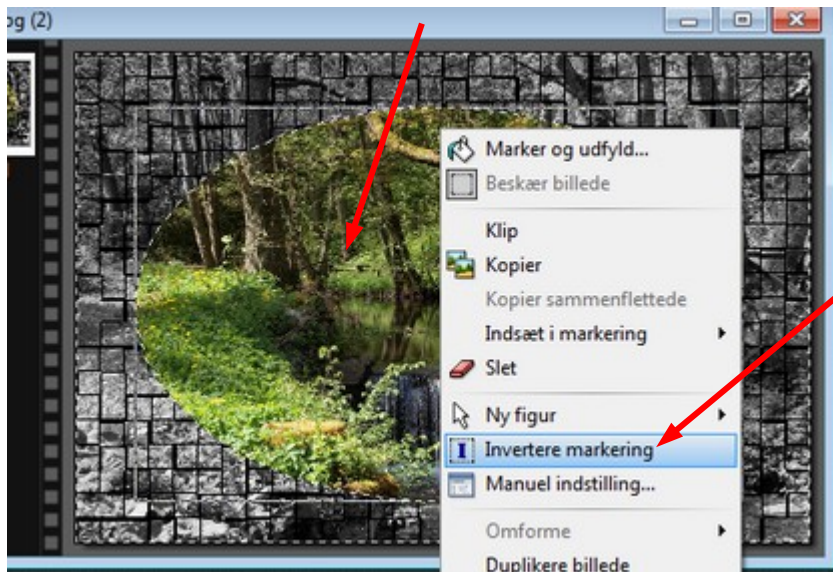 og (2)
Marker og udfyld...
Beskær billede
Klip
Kopier
Kopier sammenflettede
Indsæt i markering
Slet
Ny figur
Invertere markering
Manuel indstilling...
Omforme
Duplikere billede